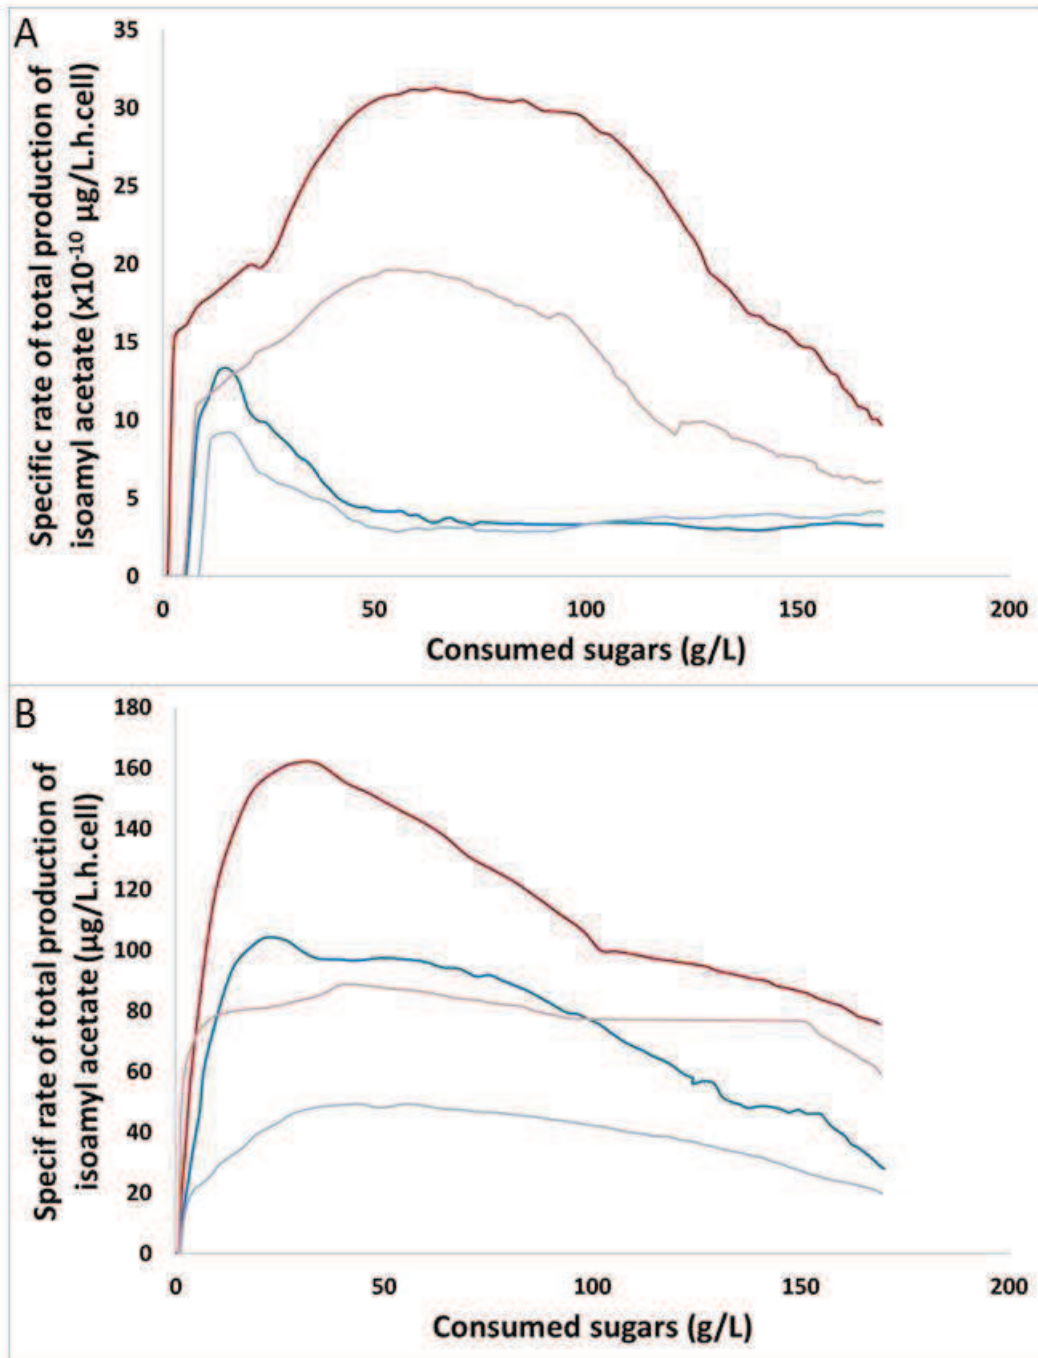 A
Specific rate of total production of
isoamyl acetate (x10⁻¹⁰ µg/L.h.cell)
35
30
25
20
15
10
5
0
0 50 100 150 200
Consumed sugars (g/L)
B
Specif rate of total production of
isoamyl acetate (µg/L.h.cell)
180
160
140
120
100
80
60
40
20
0
0 50 100 150 200
Consumed sugars (g/L)